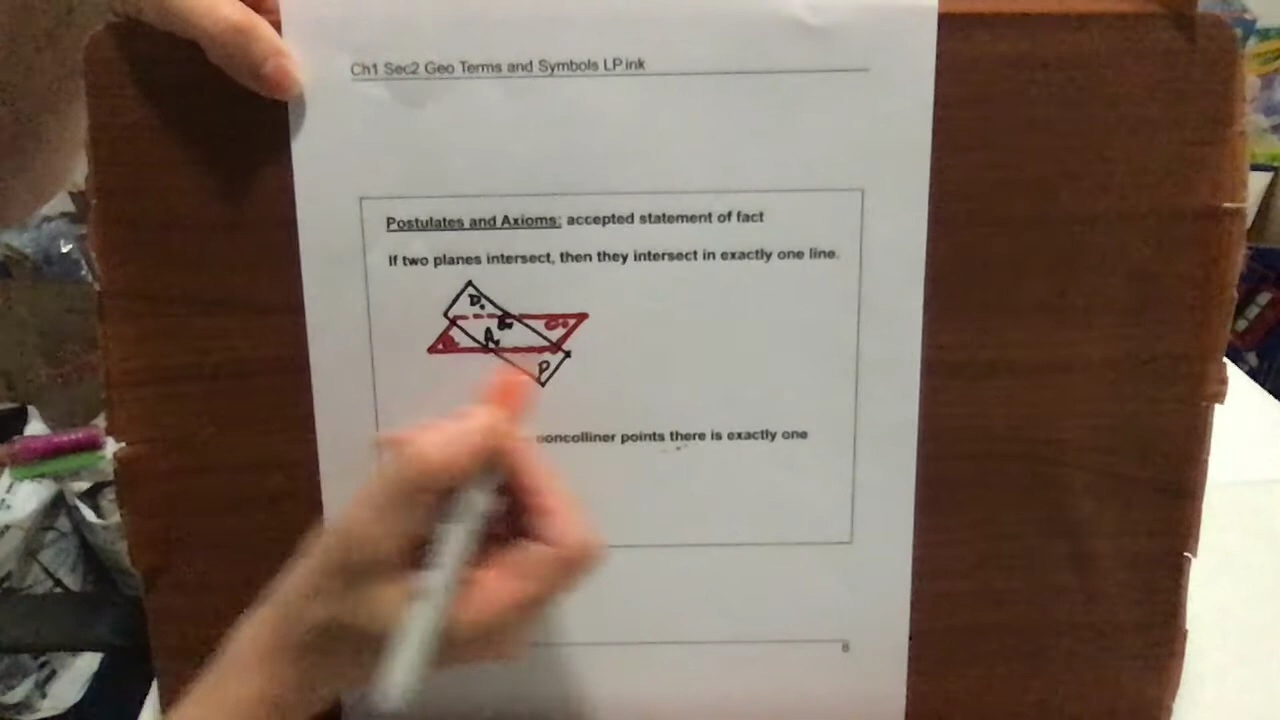 Ch1 Sec2 Geo Terms and Symbols LP.ink
Postulates and Axioms: accepted statement of fact
If two planes intersect, then they intersect in exactly one line.
D.
A.
P
noncolliner points there is exactly one
6